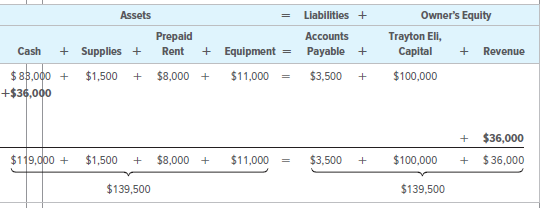 Assets = Liabilities + Owner's Equity
Prepaid Accounts Trayton Eli,
Cash + Supplies + Rent + Equipment = Payable + Capital + Revenue
$83,000 + $1,500 + $8,000 + $11,000 = $3,500 + $100,000
+$36,000
+ $36,000
$119,000 + $1,500 + $8,000 + $11,000 = $3,500 + $100,000 + $36,000
$139,500 $139,500